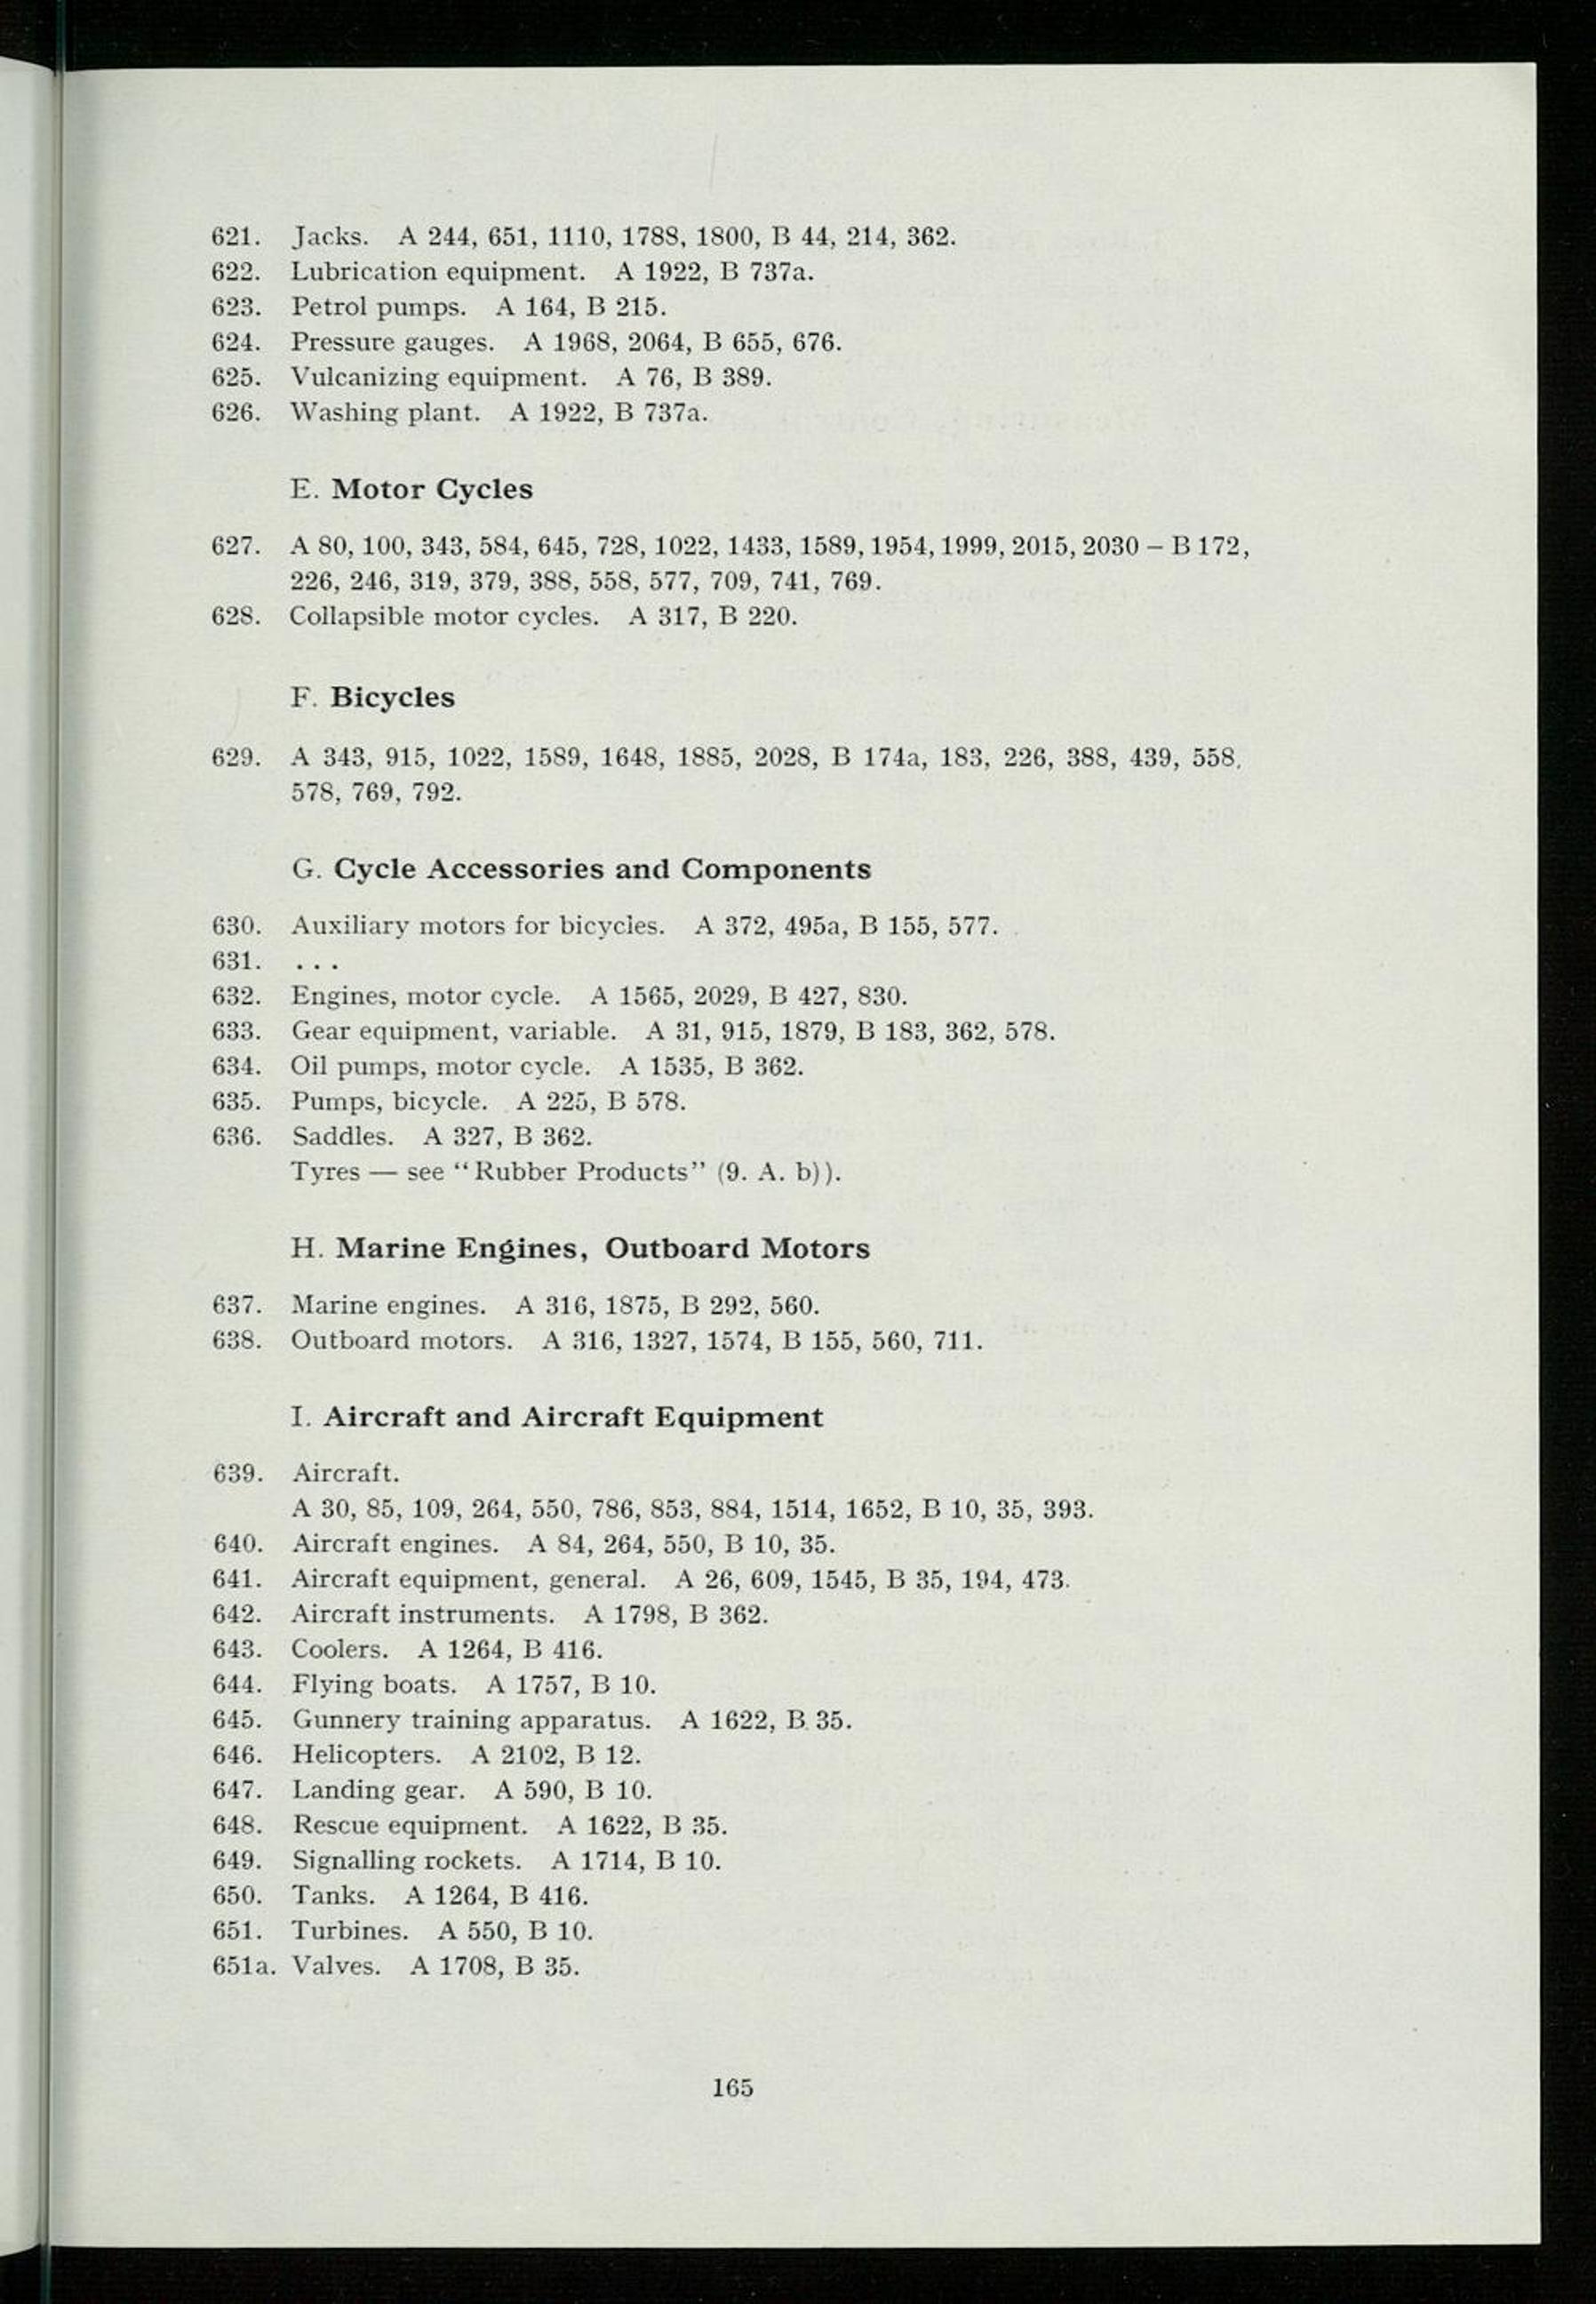 621. Jacks. A 244, 651, 1110, 1788, 1800, B 44, 214, 362.
622. Lubrication equipment. A 1922, B 737a.
623. Petrol pumps. A 164, B 215.
624. Pressure gauges. A 1968, 2064, B 655, 676.
625. Vulcanizing equipment. A 76, B 389.
626. Washing plant. A 1922, B 737a.
E. Motor Cycles
627. A 80, 100, 343, 584, 645, 728, 1022, 1433, 1589, 1954, 1999, 2015, 2030 – B 172,
226, 246, 319, 379, 388, 558, 577, 709, 741, 769.
628. Collapsible motor cycles. A 317, B 220.
F. Bicycles
629. A 343, 915, 1022, 1589, 1648, 1885, 2028, B 174a, 183, 226, 388, 439, 558,
578, 769, 792.
G. Cycle Accessories and Components
630. Auxiliary motors for bicycles. A 372, 495a, B 155, 577.
631. ...
632. Engines, motor cycle. A 1565, 2029, B 427, 830.
633. Gear equipment, variable. A 31, 915, 1879, B 183, 362, 578.
634. Oil pumps, motor cycle. A 1535, B 362.
635. Pumps, bicycle. A 225, B 578.
636. Saddles. A 327, B 362.
Tyres — see "Rubber Products" (9. A. b)).
H. Marine Engines, Outboard Motors
637. Marine engines. A 316, 1875, B 292, 560.
638. Outboard motors. A 316, 1327, 1574, B 155, 560, 711.
I. Aircraft and Aircraft Equipment
639. Aircraft.
A 30, 85, 109, 264, 550, 786, 853, 884, 1514, 1652, B 10, 35, 393.
640. Aircraft engines. A 84, 264, 550, B 10, 35.
641. Aircraft equipment, general. A 26, 609, 1545, B 35, 194, 473.
642. Aircraft instruments. A 1798, B 362.
643. Coolers. A 1264, B 416.
644. Flying boats. A 1757, B 10.
645. Gunnery training apparatus. A 1622, B 35.
646. Helicopters. A 2102, B 12.
647. Landing gear. A 590, B 10.
648. Rescue equipment. A 1622, B 35.
649. Signalling rockets. A 1714, B 10.
650. Tanks. A 1264, B 416.
651. Turbines. A 550, B 10.
651a. Valves. A 1708, B 35.
165